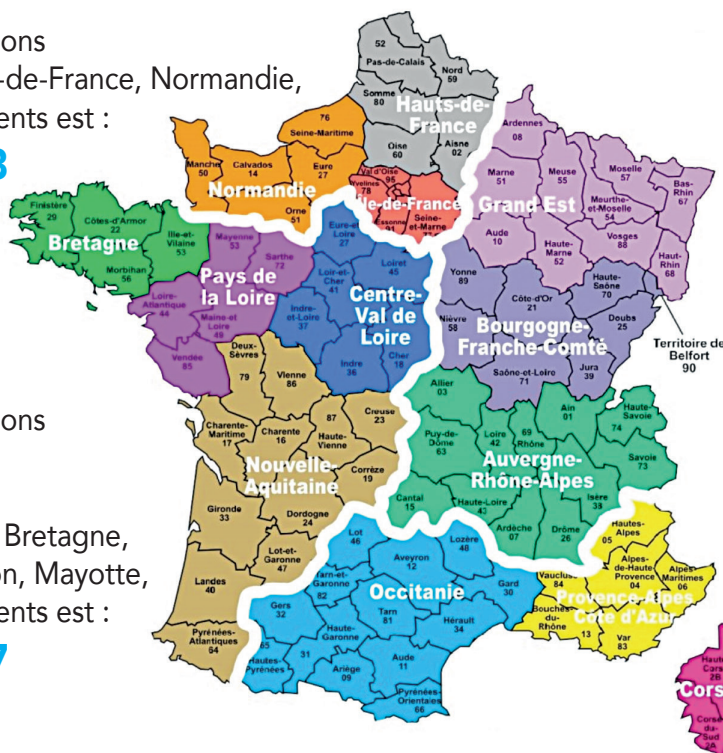 ons
-de-France, Normandie,
ents est :
3
ons
Bretagne,
on, Mayotte,
ents est :
7
52
Pas-de-Calais
Nord
59
Somme
80
Hauts-de-
France
Oise
60
Aisne
02
76
Seine-Maritime
Manche
50
Calvados
14
Eure
27
Normandie
Orne
51
Val d'Oise
95
Yvelines
78
Ile-de-France
Essonne
91
Seine-
et-Marne
Ardennes
08
Marne
51
Meuse
55
Moselle
57
Bas-
Rhin
67
Meurthe-
et-Moselle
54
Grand Est
Aude
10
Haute-
Marne
52
Vosges
88
Haut-
Rhin
68
Finistère
29
Côtes-d'Armor
22
Ille-et-
Vilaine
53
Bretagne
Morbihan
56
Mayenne
53
Sarthe
72
Pays de
la Loire
Loire-
Atlantique
44
Maine-et
Loire
49
Vendée
85
Eure-et
Loire
27
Loir-et-
Cher
41
Loiret
45
Centre-
Val de
Loire
Indre-
et-Loire
37
Indre
36
Cher
18
Yonne
89
Côte-d'Or
21
Haute-
Saône
70
Nièvre
58
Doubs
25
Bourgogne-
Franche-Comté
Territoire de
Belfort
90
Saône-et-Loire
71
Jura
39
Deux-
Sèvres
79
Vienne
86
Creuse
23
Charente-
Maritime
17
Charente
16
87
Haute-
Vienne
Corrèze
19
Nouvelle-
Aquitaine
Gironde
33
Dordogne
24
Lot-et-
Garonne
47
Landes
40
Pyrénées-
Atlantiques
64
Allier
03
Puy-de-
Dôme
63
Loire
42
69
Rhône
Ain
01
Haute-
Savoie
74
Savoie
73
Auvergne-
Rhône-Alpes
Cantal
15
Haute-Loire
43
Isère
38
Ardèche
07
Drôme
26
Lot
46
Aveyron
12
Lozère
48
Tarn-et-
Garonne
82
Occitanie
Gard
30
Gers
32
Tarn
81
Hérault
34
Haute-
Garonne
31
65
Hautes-
Pyrénées
Ariège
09
Aude
11
Pyrénées-
Orientales
66
Hautes-
Alpes
05
Vaucluse
84
Alpes-
de-Haute
Provence
04
Alpes
Maritimes
06
Provence-Alpes
Côte d'Azur
Bouches
du-
Rhône
13
Var
83
Haute
Cors
2B
Cors
Corse
du-
Sud
2A